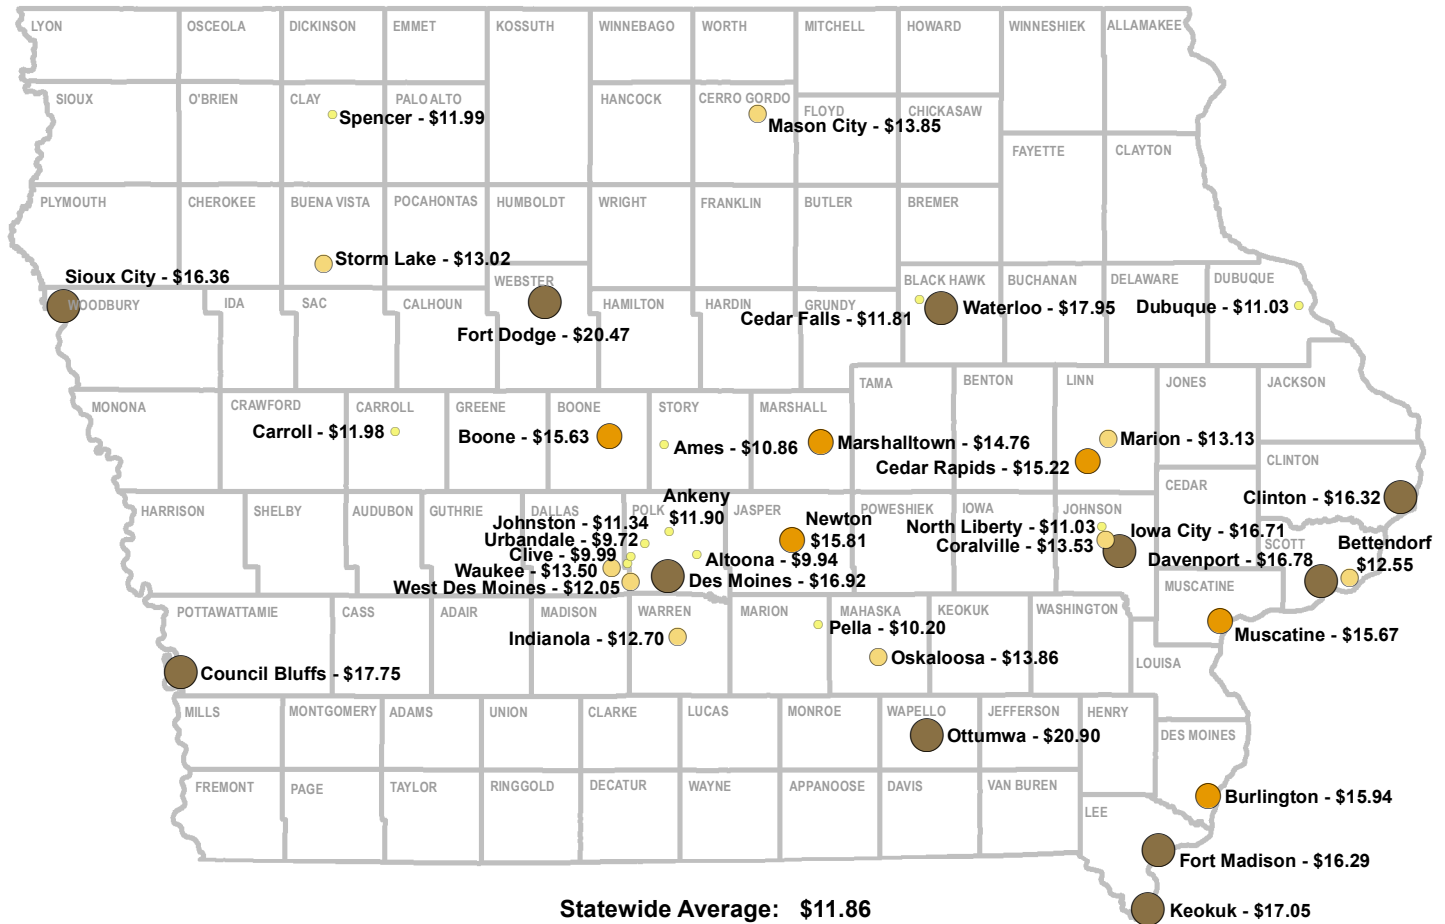 LYON
OSCEOLA
DICKINSON
EMMET
KOSSUTH
WINNEBAGO
WORTH
MITCHELL
HOWARD
WINNESHIEK
ALLAMAKEE
SIOUX
O'BRIEN
CLAY
PALO ALTO
HANCOCK
CERRO GORDO
FLOYD
CHICKASAW
Spencer - $11.99
Mason City - $13.85
FAYETTE
CLAYTON
PLYMOUTH
CHEROKEE
BUENA VISTA
POCAHONTAS
HUMBOLDT
WRIGHT
FRANKLIN
BUTLER
BREMER
Storm Lake - $13.02
Sioux City - $16.36
WEBSTER
BLACK HAWK
BUCHANAN
DELAWARE
DUBUQUE
WOODBURY
IDA
SAC
CALHOUN
HAMILTON
HARDIN
GRUNDY
Cedar Falls - $11.81
Waterloo - $17.95
Dubuque - $11.03
Fort Dodge - $20.47
TAMA
BENTON
LINN
JONES
JACKSON
MONONA
CRAWFORD
CARROLL
GREENE
BOONE
STORY
MARSHALL
Carroll - $11.98
Boone - $15.63
Ames - $10.86
Marshalltown - $14.76
Marion - $13.13
Cedar Rapids - $15.22
CLINTON
CEDAR
Clinton - $16.32
HARRISON
SHELBY
AUDUBON
GUTHRIE
DALLAS
POLK
JASPER
POWESHIEK
IOWA
JOHNSON
Ankeny
$11.90
Johnston - $11.34
Urbandale - $9.72
Clive - $9.99
Waukee - $13.50
West Des Moines - $12.05
Altoona - $9.94
Des Moines - $16.92
Newton
$15.81
North Liberty - $11.03
Iowa City - $16.71
Coralville - $13.53
SCOTT
Davenport - $16.78
Bettendorf
$12.55
MUSCATINE
POTTAWATTAMIE
CASS
ADAIR
MADISON
WARREN
MARION
MAHASKA
KEOKUK
WASHINGTON
Indianola - $12.70
Pella - $10.20
Muscatine - $15.67
Oskaloosa - $13.86
LOUISA
Council Bluffs - $17.75
MILLS
MONTGOMERY
ADAMS
UNION
CLARKE
LUCAS
MONROE
WAPELLO
JEFFERSON
HENRY
DES MOINES
Ottumwa - $20.90
FREMONT
PAGE
TAYLOR
RINGGOLD
DECATUR
WAYNE
APPANOOSE
DAVIS
VAN BUREN
LEE
Burlington - $15.94
Fort Madison - $16.29
Keokuk - $17.05
Statewide Average: $11.86